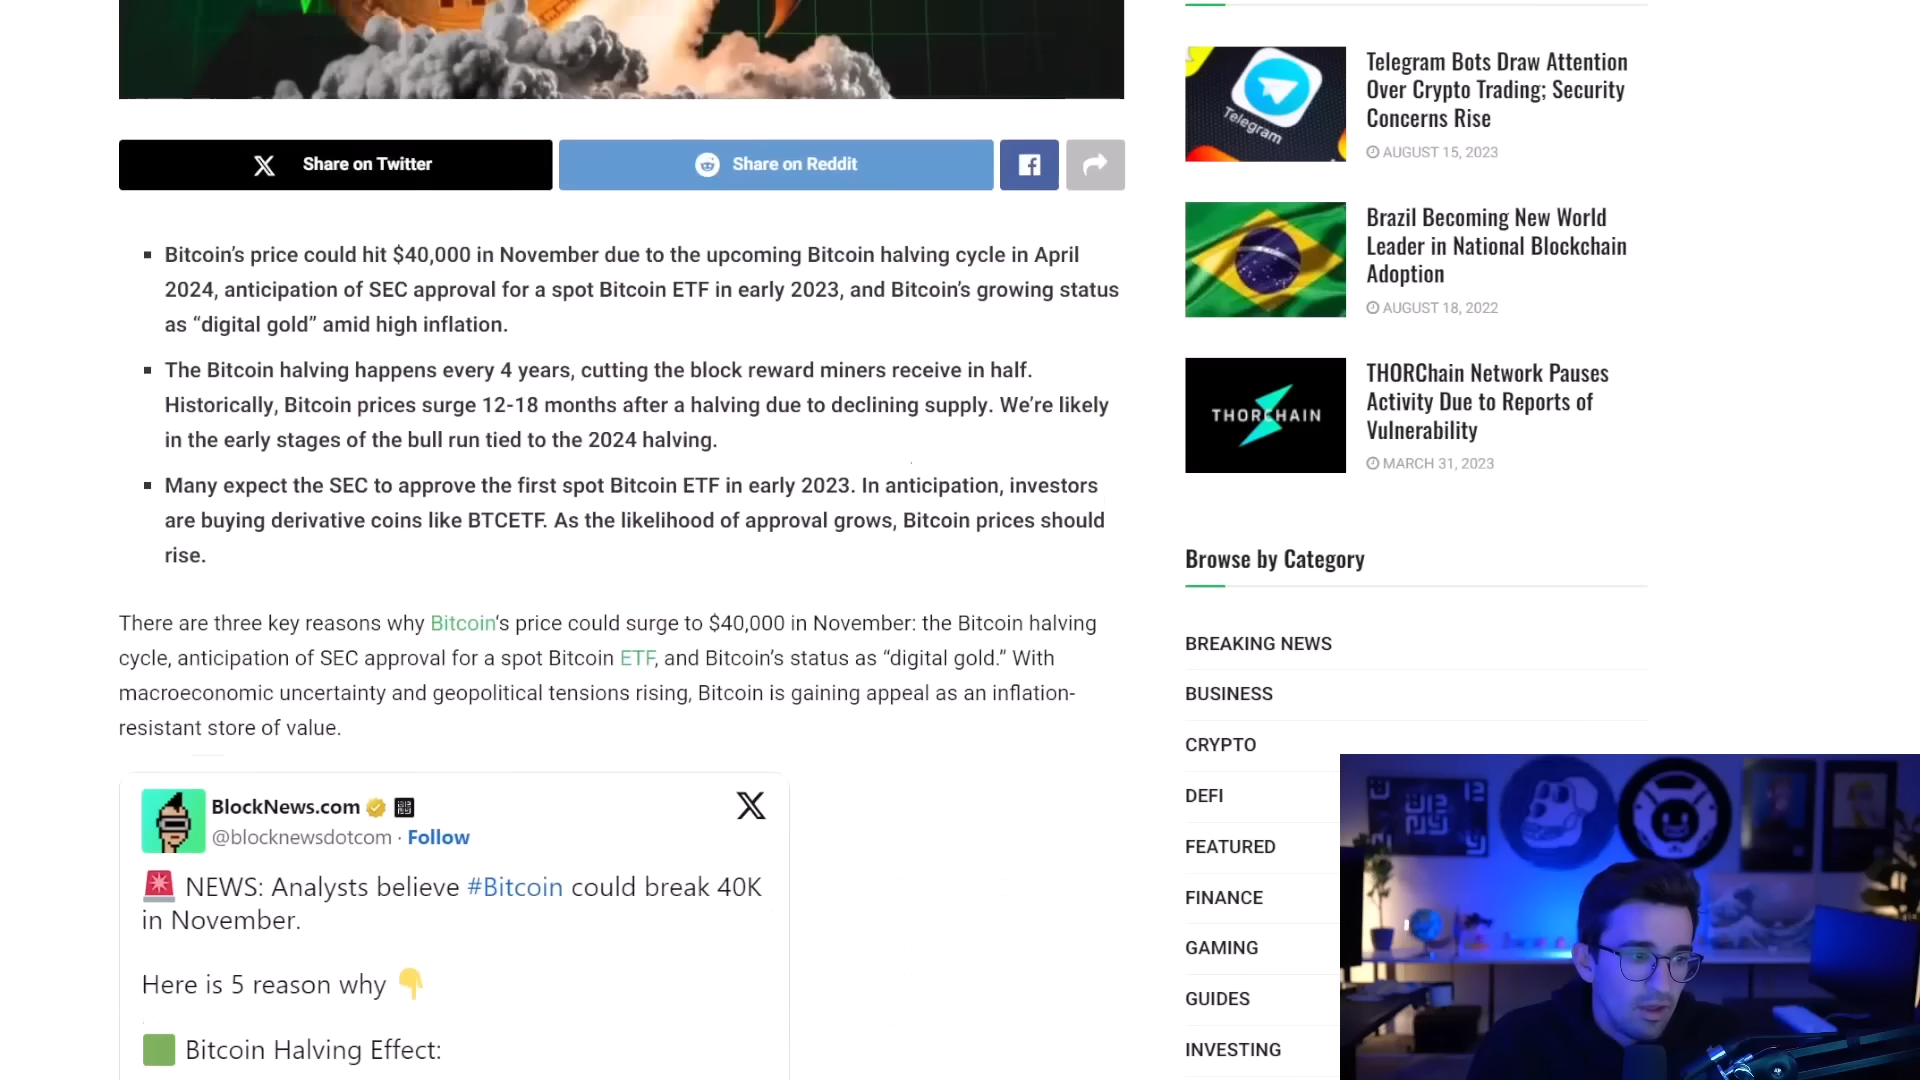 Share on Twitter
Share on Reddit
Bitcoin’s price could hit $40,000 in November due to the upcoming Bitcoin halving cycle in April
2024, anticipation of SEC approval for a spot Bitcoin ETF in early 2023, and Bitcoin’s growing status
as “digital gold” amid high inflation.
The Bitcoin halving happens every 4 years, cutting the block reward miners receive in half.
Historically, Bitcoin prices surge 12-18 months after a halving due to declining supply. We’re likely
in the early stages of the bull run tied to the 2024 halving.
Many expect the SEC to approve the first spot Bitcoin ETF in early 2023. In anticipation, investors
are buying derivative coins like BTCETF. As the likelihood of approval grows, Bitcoin prices should
rise.
There are three key reasons why Bitcoin‘s price could surge to $40,000 in November: the Bitcoin halving
cycle, anticipation of SEC approval for a spot Bitcoin ETF, and Bitcoin’s status as “digital gold.” With
macroeconomic uncertainty and geopolitical tensions rising, Bitcoin is gaining appeal as an inflation-
resistant store of value.
BlockNews.com
@blocknewsdotcom · Follow
NEWS: Analysts believe #Bitcoin could break 40K
in November.
Here is 5 reason why
Bitcoin Halving Effect:
Telegram
Telegram Bots Draw Attention
Over Crypto Trading; Security
Concerns Rise
AUGUST 15, 2023
Brazil Becoming New World
Leader in National Blockchain
Adoption
AUGUST 18, 2022
THORCHAIN
THORChain Network Pauses
Activity Due to Reports of
Vulnerability
MARCH 31, 2023
Browse by Category
BREAKING NEWS
BUSINESS
CRYPTO
DEFI
FEATURED
FINANCE
GAMING
GUIDES
INVESTING